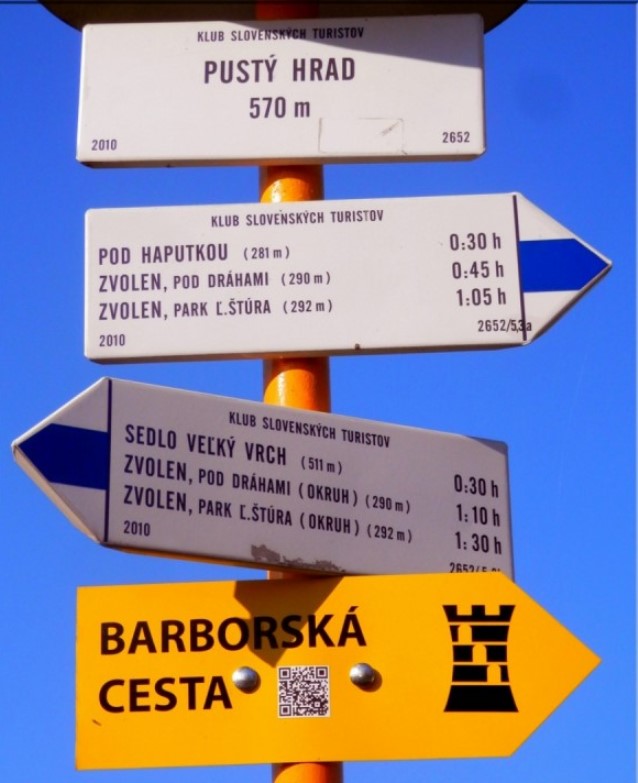 KLUB SLOVENSKÝCH TURISTOV
PUSTÝ HRAD
570 m
2010 2652
KLUB SLOVENSKÝCH TURISTOV
POD HAPUTKOU (281 m) 0:30 h
ZVOLEN, POD DRÁHAMI (290 m) 0:45 h
ZVOLEN, PARK Ľ.ŠTÚRA (292 m) 1:05 h
2010 2652/53a
KLUB SLOVENSKÝCH TURISTOV
SEDLO VEĽKÝ VRCH (511 m) 0:30 h
ZVOLEN, POD DRÁHAMI (OKRUH) (290 m) 1:10 h
ZVOLEN, PARK Ľ.ŠTÚRA (OKRUH) (292 m) 1:30 h
2010
BARBORSKÁ
CESTA